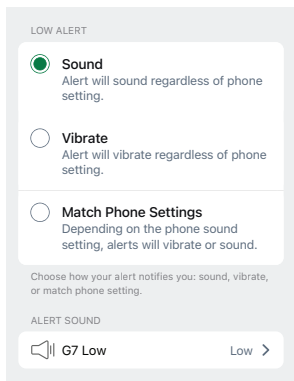 LOW ALERT
Sound
Alert will sound regardless of phone
setting.
Vibrate
Alert will vibrate regardless of phone
setting.
Match Phone Settings
Depending on the phone sound
setting, alerts will vibrate or sound.
Choose how your alert notifies you: sound, vibrate,
or match phone setting.
ALERT SOUND
G7 Low Low